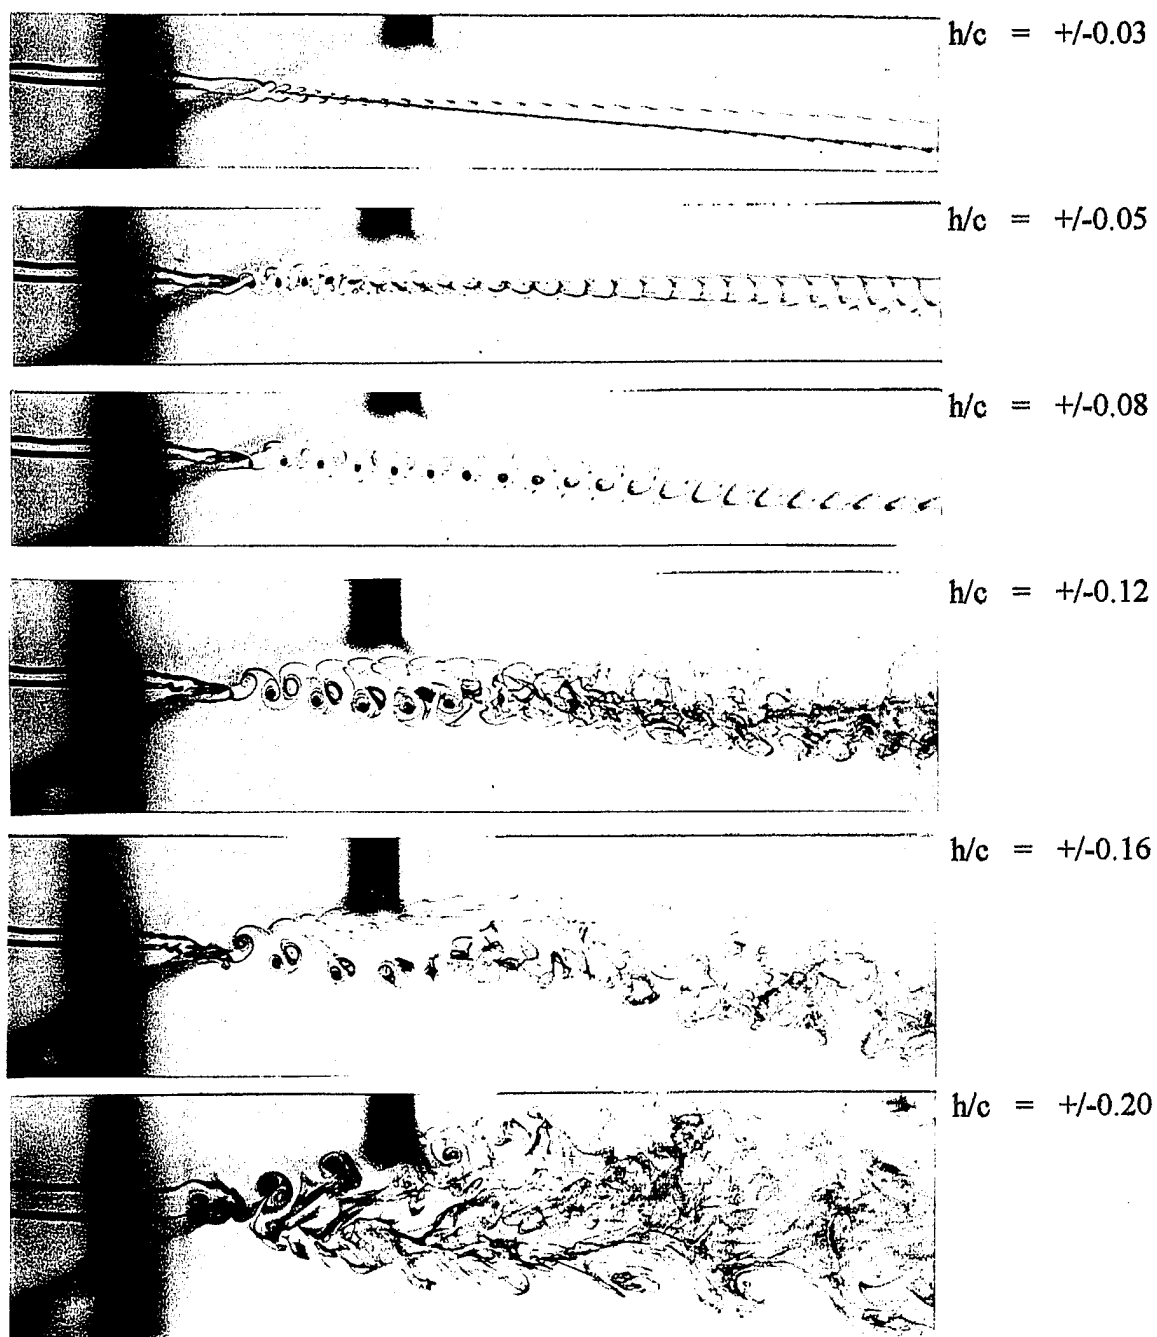 h/c = +/-0.03
h/c = +/-0.05
h/c = +/-0.08
h/c = +/-0.12
h/c = +/-0.16
h/c = +/-0.20